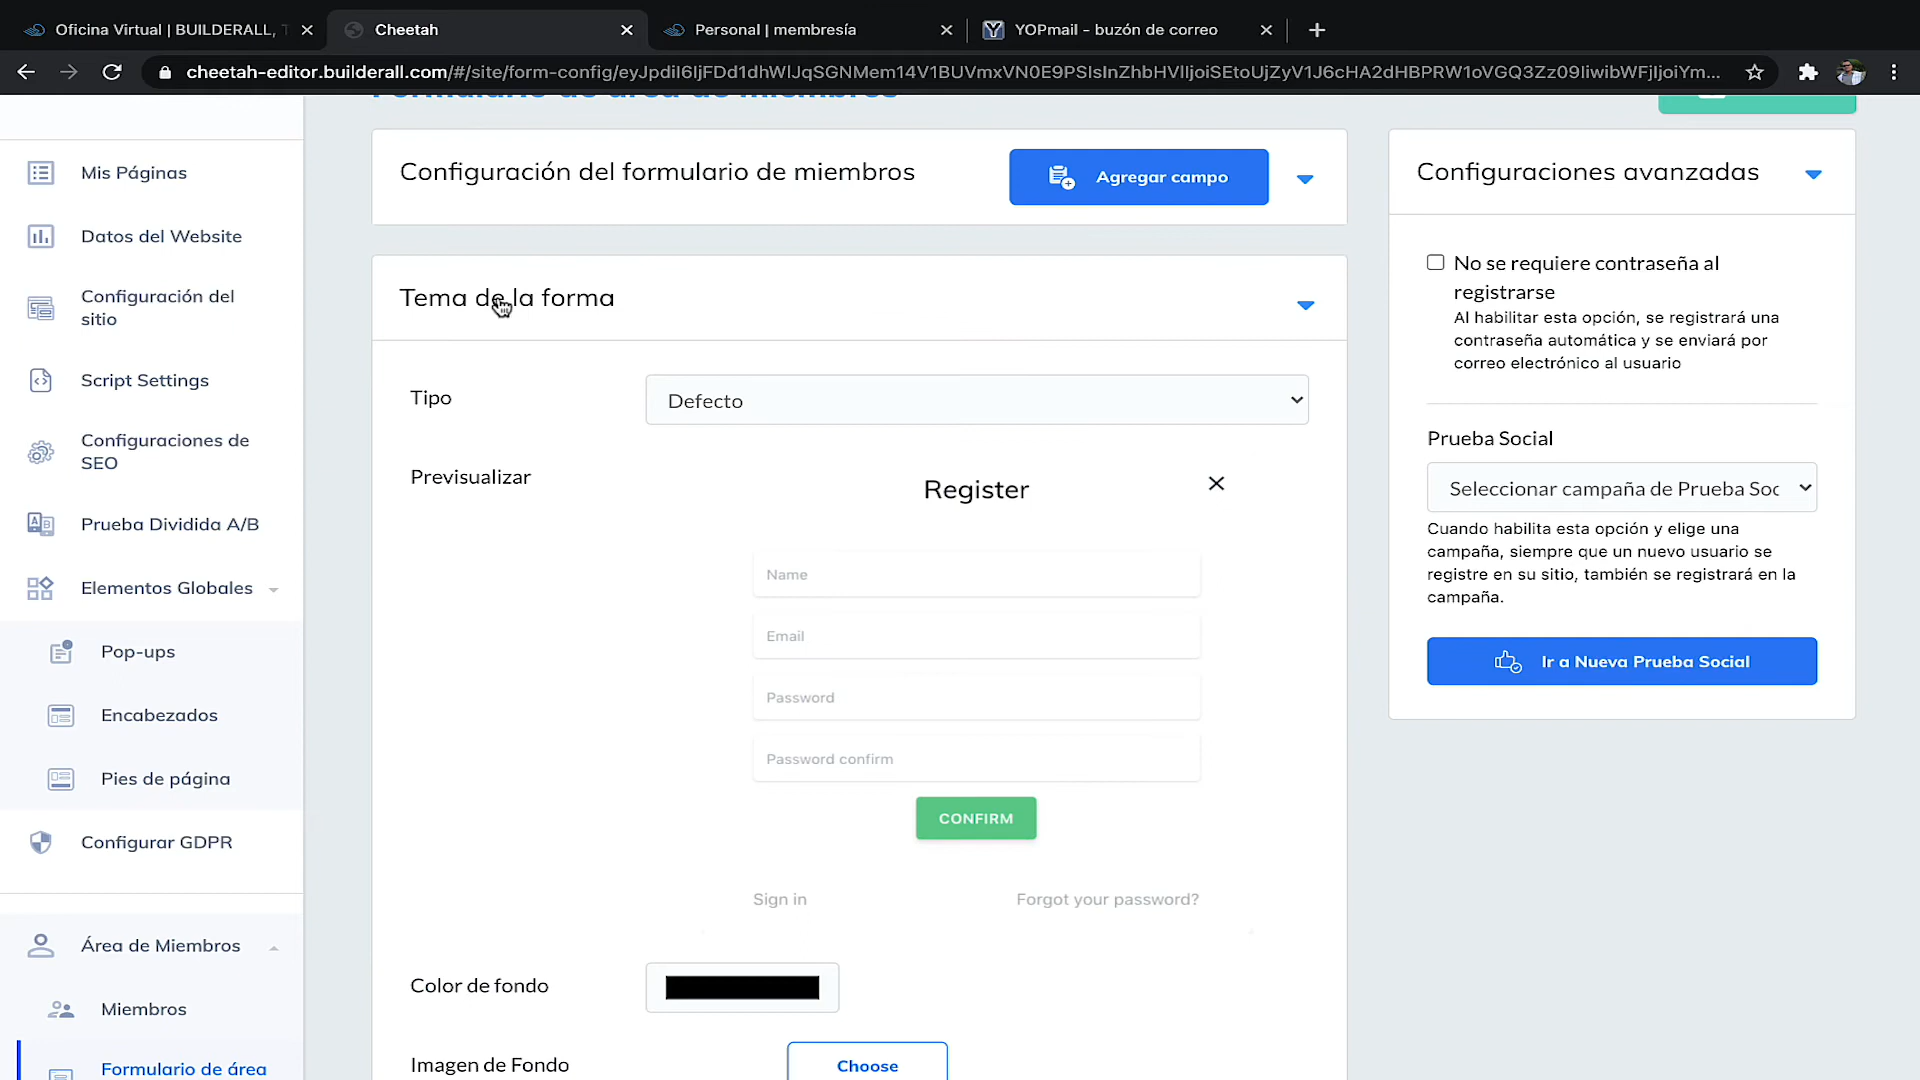 Oficina Virtual | BUILDERALL, T
Cheetah
Personal | membresía
YOPmail - buzón de correo
cheetah-editor.builderall.com/#/site/form-config/eyJpdiI6IjFDd1dhWlJqSGNMem14V1BUVmxVN0E9PSIsInZhbHVlIjoiSEtoUjZyV1J6cHA2dHBPRW1oVGQ3Zz09IiwibWFjIjoiYm...
Formulario de área de miembros
Mis Páginas
Datos del Website
Configuración del
sitio
Script Settings
Configuraciones de
SEO
Prueba Dividida A/B
Elementos Globales
Pop-ups
Encabezados
Pies de página
Configurar GDPR
Área de Miembros
Miembros
Formulario de área
Configuración del formulario de miembros
Agregar campo
Tema de la forma
Tipo
Defecto
Previsualizar
Register
Name
Email
Password
Password confirm
CONFIRM
Sign in
Forgot your password?
Color de fondo
Imagen de Fondo
Choose
Configuraciones avanzadas
No se requiere contraseña al
registrarse
Al habilitar esta opción, se registrará una
contraseña automática y se enviará por
correo electrónico al usuario
Prueba Social
Seleccionar campaña de Prueba Soc
Cuando habilita esta opción y elige una
campaña, siempre que un nuevo usuario se
registre en su sitio, también se registrará en la
campaña.
Ir a Nueva Prueba Social